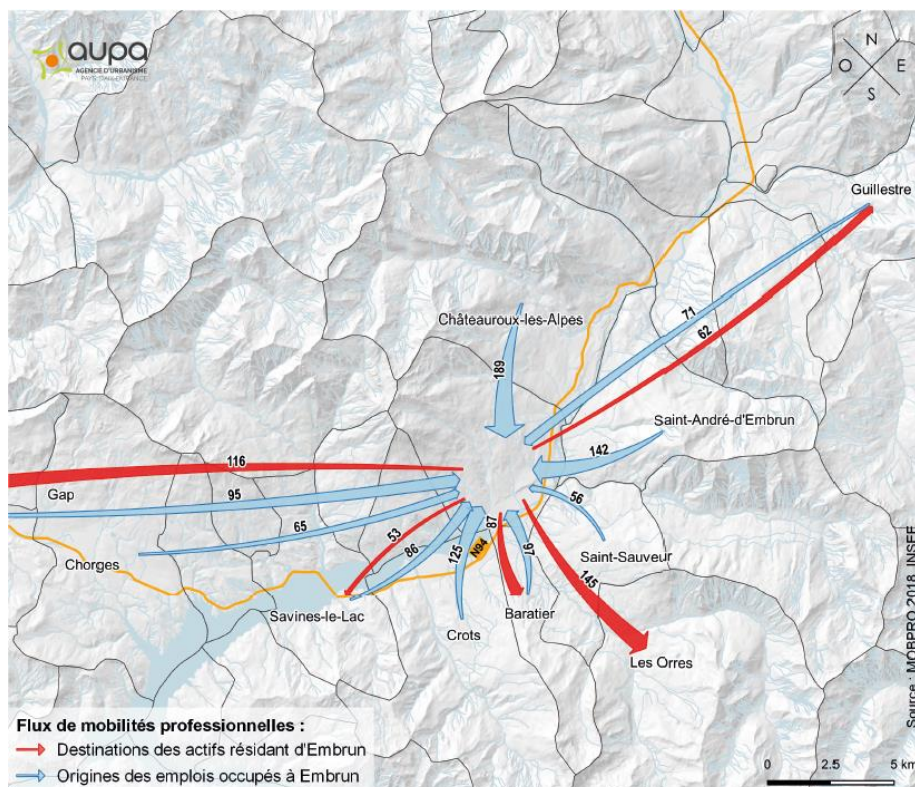 aupa
AGENCE D'URBANISME
PAYS D'AIX-DURANCE
N
O E
S
Guillestre
Châteauroux-les-Alpes
71
62
189
Saint-André-d'Embrun
142
116
Gap
95
56
65
Chorges
53
86
125
N94
87
97
Saint-Sauveur
145
Savines-le-Lac
Crots
Baratier
Les Orres
Source : MOBPRO 2018, INSEE
Flux de mobilités professionnelles :
Destinations des actifs résidant d'Embrun
Origines des emplois occupés à Embrun
0 2.5 5 km